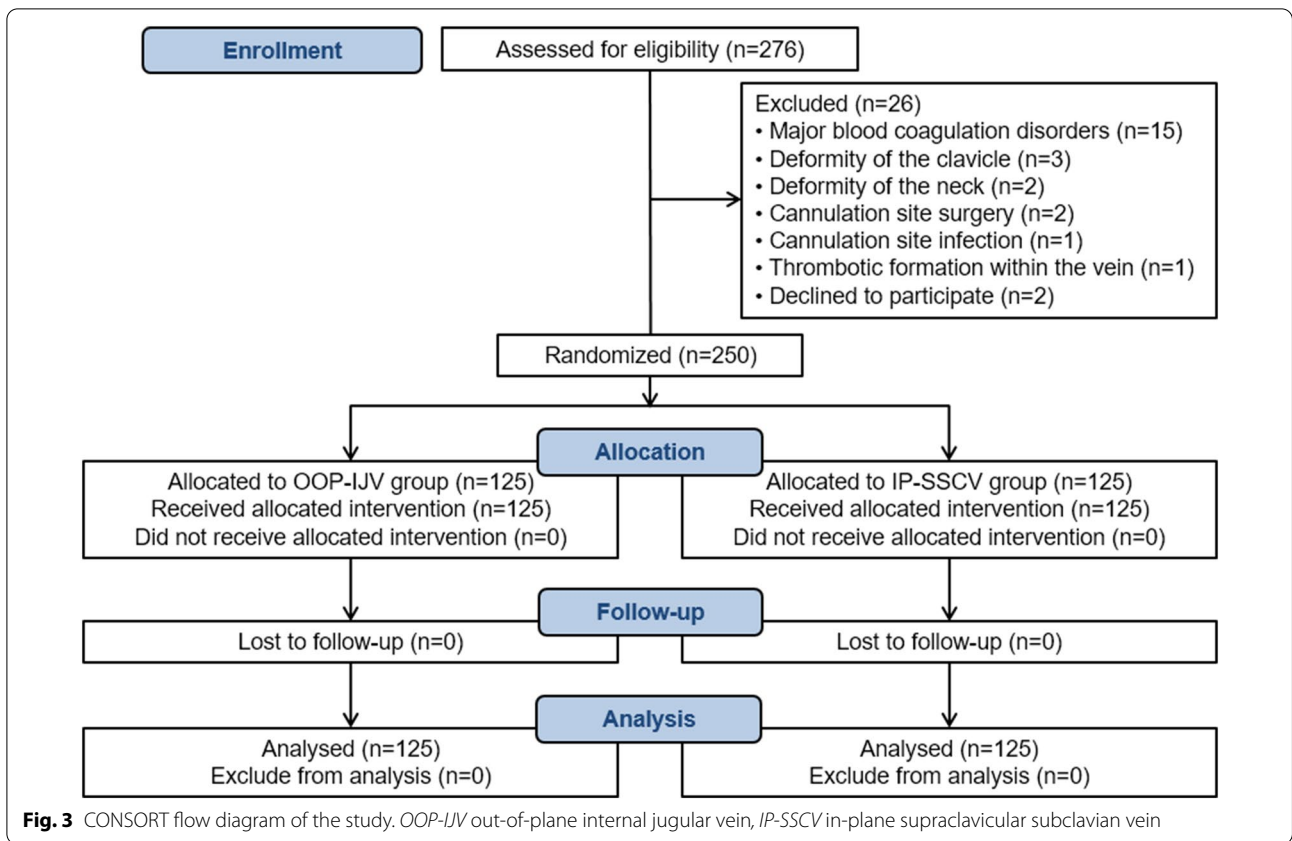 Enrollment
Assessed for eligibility (n=276)
Excluded (n=26)
• Major blood coagulation disorders (n=15)
• Deformity of the clavicle (n=3)
• Deformity of the neck (n=2)
• Cannulation site surgery (n=2)
• Cannulation site infection (n=1)
• Thrombotic formation within the vein (n=1)
• Declined to participate (n=2)
Randomized (n=250)
Allocation
Allocated to OOP-IJV group (n=125)
Received allocated intervention (n=125)
Did not receive allocated intervention (n=0)
Allocated to IP-SSCV group (n=125)
Received allocated intervention (n=125)
Did not receive allocated intervention (n=0)
Follow-up
Lost to follow-up (n=0)
Lost to follow-up (n=0)
Analysis
Analysed (n=125)
Exclude from analysis (n=0)
Analysed (n=125)
Exclude from analysis (n=0)
Fig. 3 CONSORT flow diagram of the study. OOP-IJV out-of-plane internal jugular vein, IP-SSCV in-plane supraclavicular subclavian vein